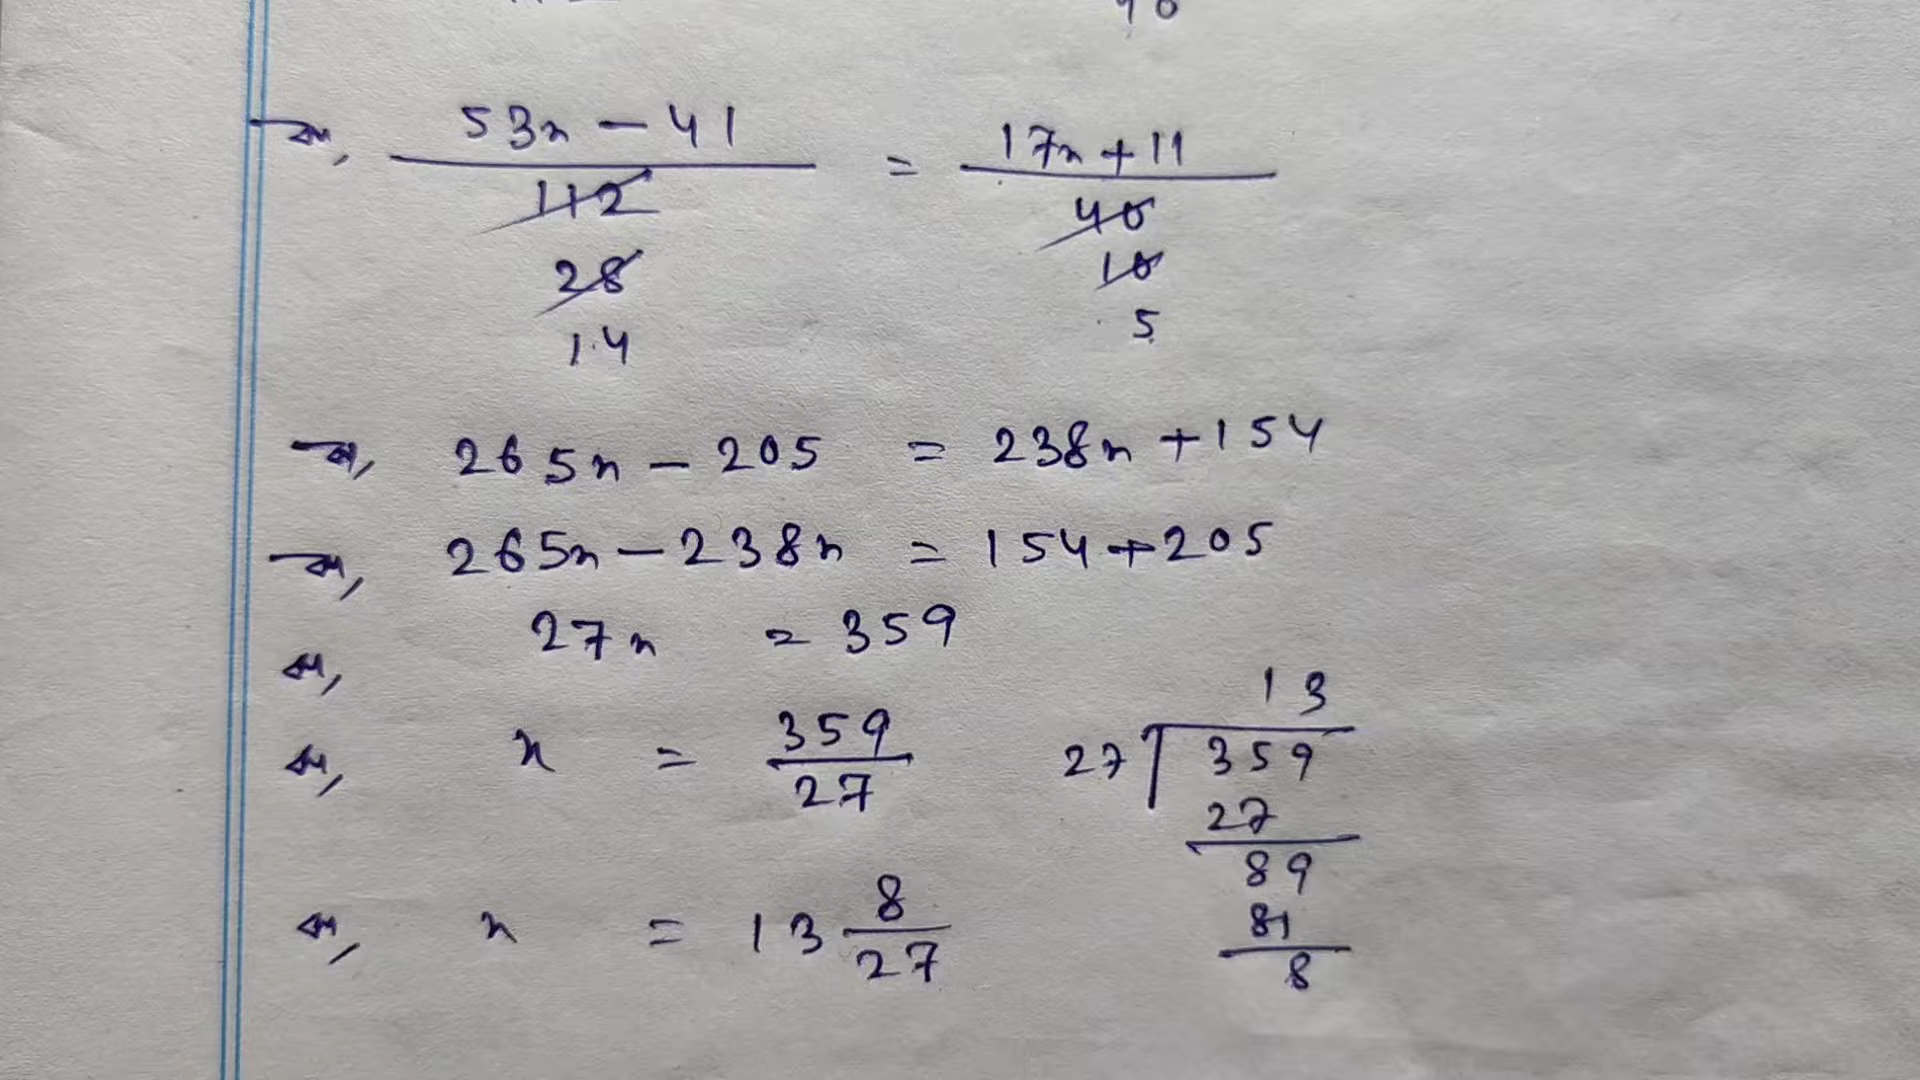 বা, 53x - 41 / 112 = 17x + 11 / 40
28 10
14 5
বা, 265x - 205 = 238x + 154
বা, 265x - 238x = 154 + 205
বা, 27x = 359
বা, x = 359/27
বা, x = 13 8/27
13
27 359
27
89
81
8